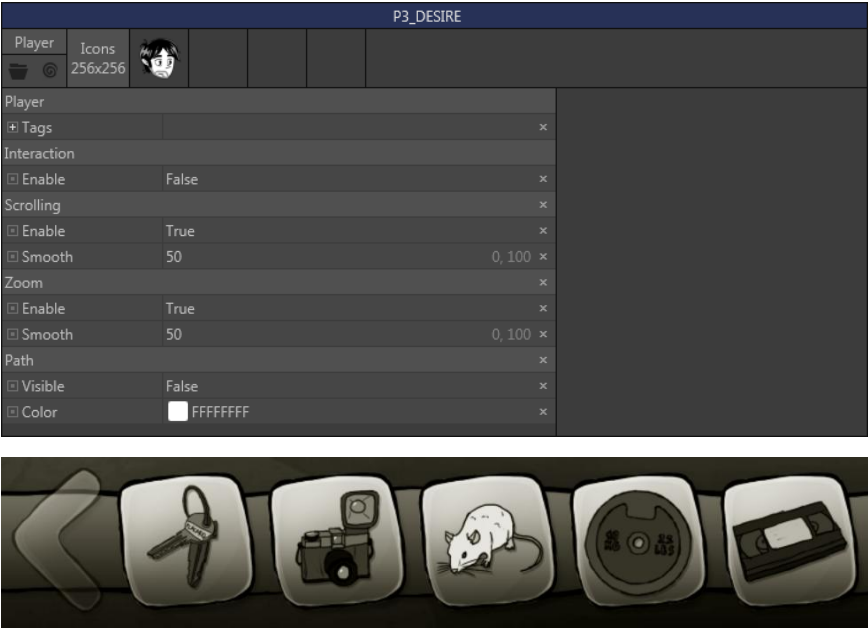 P3_DESIRE
Player
Icons
256x256
Player
Tags ×
Interaction
Enable False ×
Scrolling ×
Enable True ×
Smooth 50 0, 100 ×
Zoom ×
Enable True ×
Smooth 50 0, 100 ×
Path ×
Visible False ×
Color FFFFFFFF ×